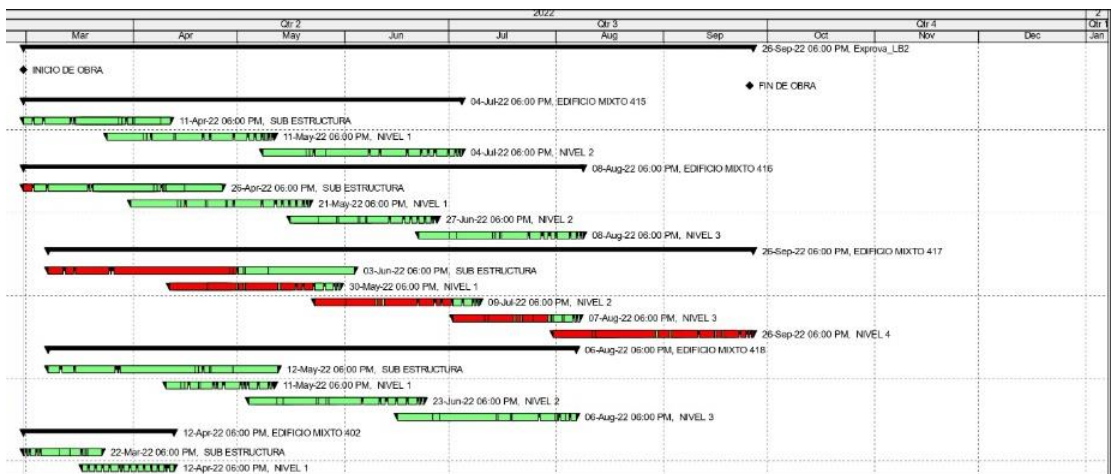 2022 2
Qtr 2 Qtr 3 Qtr 4 Qtr 1
Mar Apr May Jun Jul Aug Sep Oct Nov Dec Jan
26-Sep-22 06:00 PM, Exprova_LB2
INICIO DE OBRA
FIN DE OBRA
04-Jul-22 06:00 PM, EDIFICIO MIXTO 415
11-Apr-22 06:00 PM, SUB ESTRUCTURA
11-May-22 06:00 PM, NIVEL 1
04-Jul-22 06:00 PM, NIVEL 2
08-Aug-22 06:00 PM, EDIFICIO MIXTO 416
26-Apr-22 06:00 PM, SUB ESTRUCTURA
21-May-22 06:00 PM, NIVEL 1
27-Jun-22 06:00 PM, NIVEL 2
08-Aug-22 06:00 PM, NIVEL 3
26-Sep-22 06:00 PM, EDIFICIO MIXTO 417
03-Jun-22 06:00 PM, SUB ESTRUCTURA
30-May-22 06:00 PM, NIVEL 1
09-Jul-22 06:00 PM, NIVEL 2
07-Aug-22 06:00 PM, NIVEL 3
26-Sep-22 06:00 PM, NIVEL 4
06-Aug-22 06:00 PM, EDIFICIO MIXTO 418
12-May-22 06:00 PM, SUB ESTRUCTURA
11-May-22 06:00 PM, NIVEL 1
23-Jun-22 06:00 PM, NIVEL 2
06-Aug-22 06:00 PM, NIVEL 3
12-Apr-22 06:00 PM, EDIFICIO MIXTO 402
22-Mar-22 06:00 PM, SUB ESTRUCTURA
12-Apr-22 06:00 PM, NIVEL 1